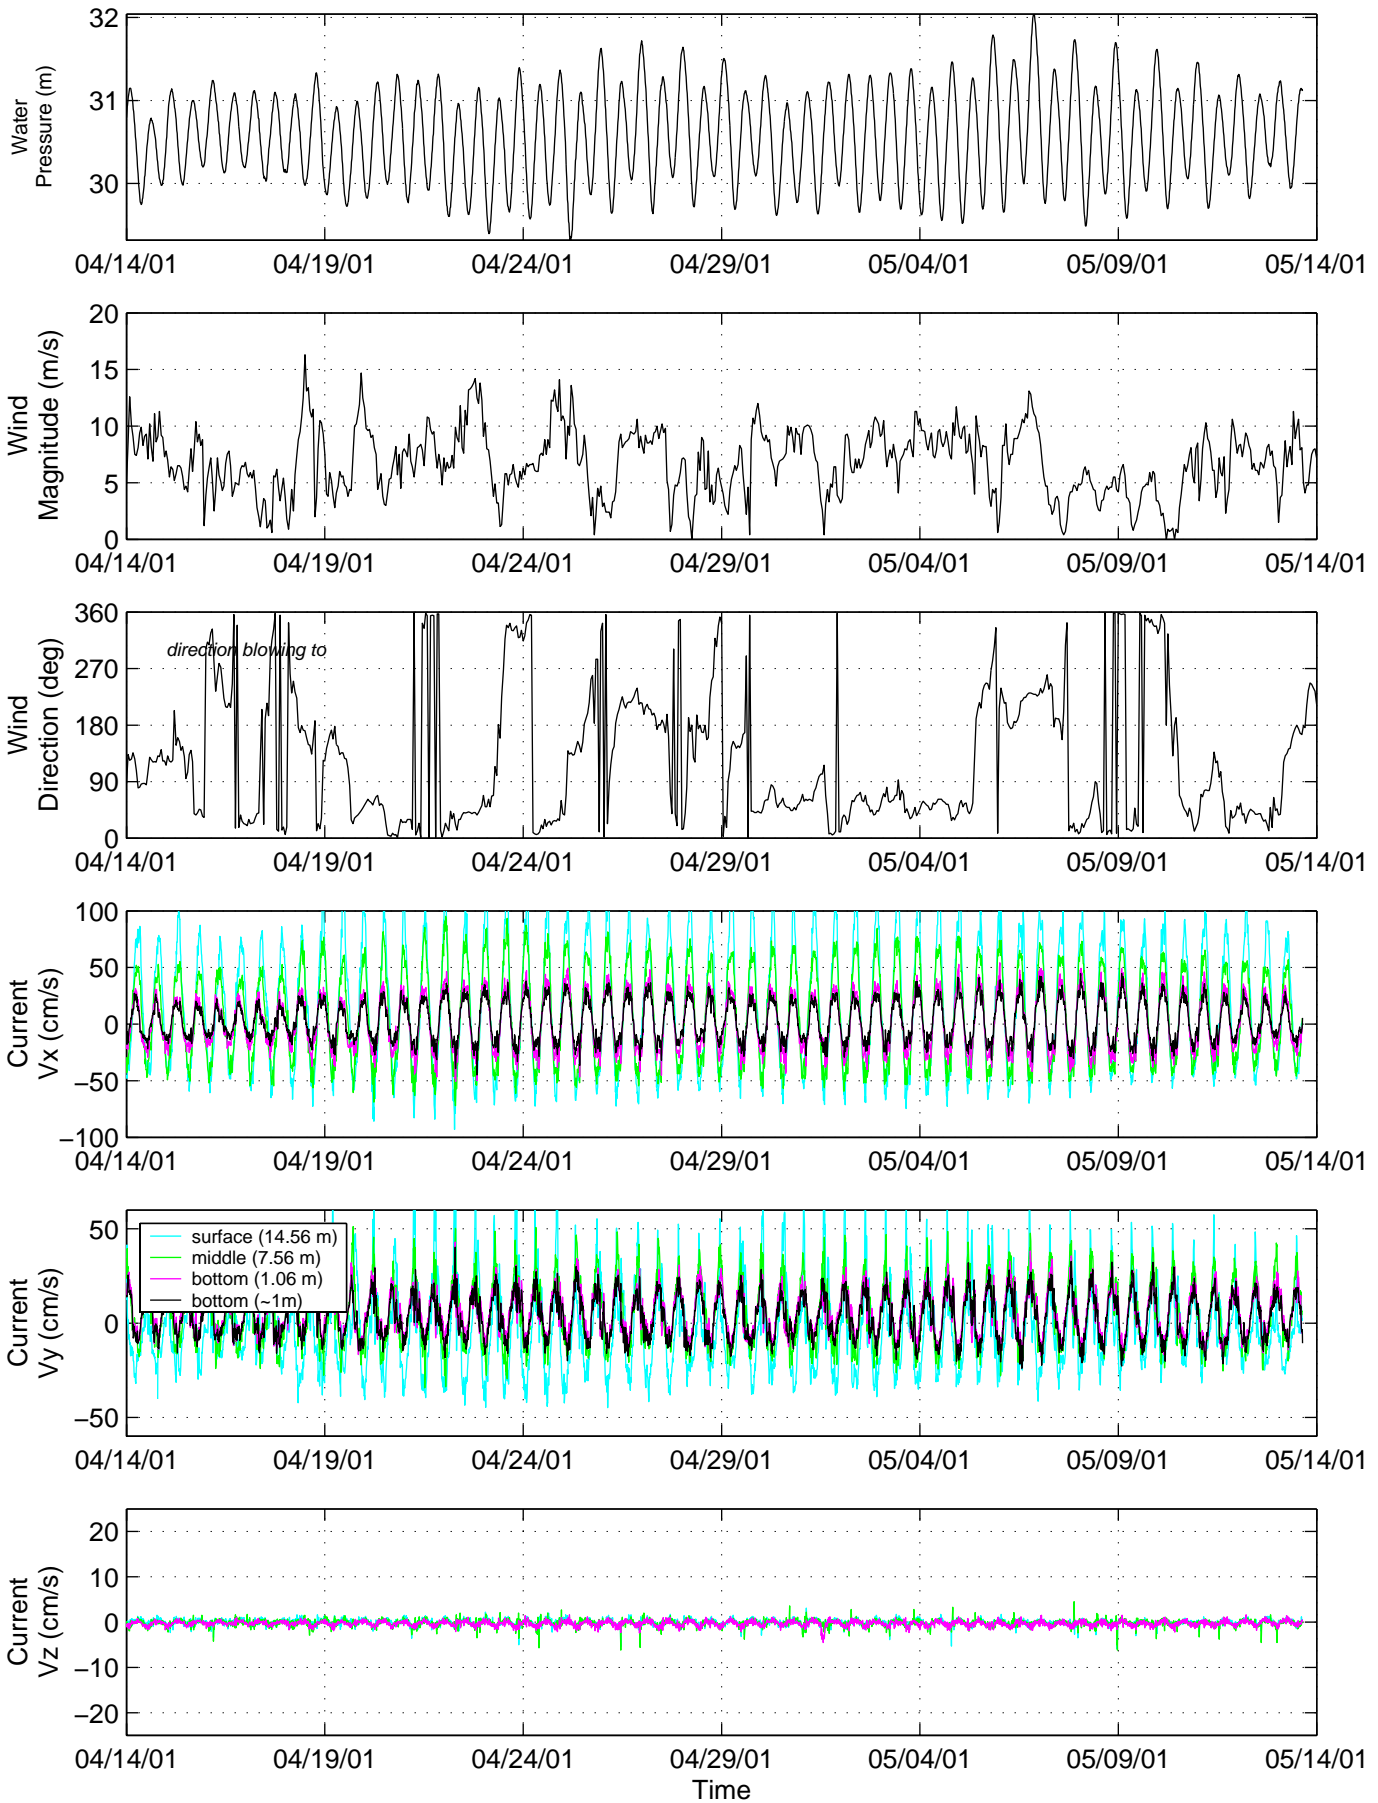 32
31
30
Water
Pressure (m)
04/14/01 04/19/01 04/24/01 04/29/01 05/04/01 05/09/01 05/14/01
20
15
10
5
0
Wind
Magnitude (m/s)
04/14/01 04/19/01 04/24/01 04/29/01 05/04/01 05/09/01 05/14/01
360
270
180
90
0
Wind
Direction (deg)
direction blowing to
04/14/01 04/19/01 04/24/01 04/29/01 05/04/01 05/09/01 05/14/01
100
50
0
−50
−100
Current
Vx (cm/s)
04/14/01 04/19/01 04/24/01 04/29/01 05/04/01 05/09/01 05/14/01
50
0
−50
Current
Vy (cm/s)
surface (14.56 m)
middle (7.56 m)
bottom (1.06 m)
bottom (~1m)
04/14/01 04/19/01 04/24/01 04/29/01 05/04/01 05/09/01 05/14/01
20
10
0
−10
−20
Current
Vz (cm/s)
04/14/01 04/19/01 04/24/01 04/29/01 05/04/01 05/09/01 05/14/01
Time